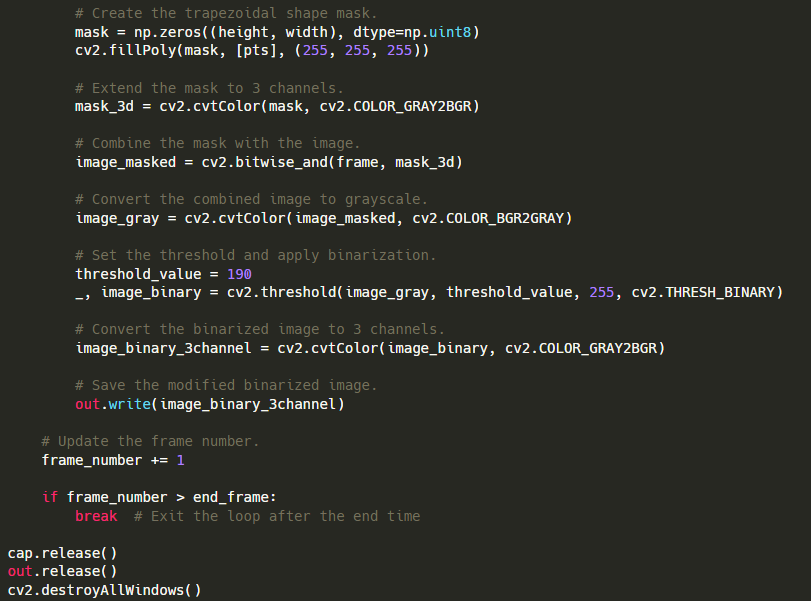 # Create the trapezoidal shape mask.
mask = np.zeros((height, width), dtype=np.uint8)
cv2.fillPoly(mask, [pts], (255, 255, 255))
# Extend the mask to 3 channels.
mask_3d = cv2.cvtColor(mask, cv2.COLOR_GRAY2BGR)
# Combine the mask with the image.
image_masked = cv2.bitwise_and(frame, mask_3d)
# Convert the combined image to grayscale.
image_gray = cv2.cvtColor(image_masked, cv2.COLOR_BGR2GRAY)
# Set the threshold and apply binarization.
threshold_value = 190
_, image_binary = cv2.threshold(image_gray, threshold_value, 255, cv2.THRESH_BINARY)
# Convert the binarized image to 3 channels.
image_binary_3channel = cv2.cvtColor(image_binary, cv2.COLOR_GRAY2BGR)
# Save the modified binarized image.
out.write(image_binary_3channel)
# Update the frame number.
frame_number += 1
if frame_number > end_frame:
break  # Exit the loop after the end time
cap.release()
out.release()
cv2.destroyAllWindows()